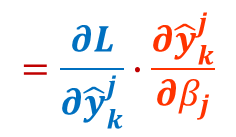 = ∂L/∂ŷ_k^j · ∂ŷ_k^j/∂β_j